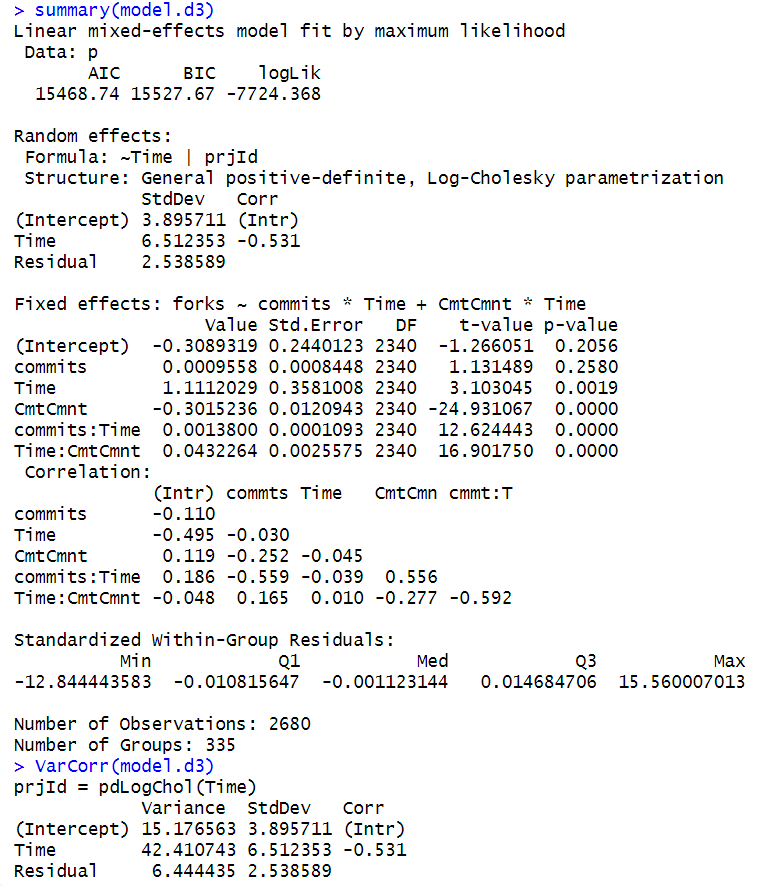 > summary(model.d3)
Linear mixed-effects model fit by maximum likelihood
 Data: p
       AIC      BIC    logLik
  15468.74 15527.67 -7724.368

Random effects:
 Formula: ~Time | prjId
 Structure: General positive-definite, Log-Cholesky parametrization
            StdDev   Corr
(Intercept) 3.895711 (Intr)
Time        6.512353 -0.531
Residual    2.538589

Fixed effects: forks ~ commits * Time + CmtCmnt * Time
                  Value Std.Error   DF    t-value p-value
(Intercept)  -0.3089319 0.2440123 2340  -1.266051  0.2056
commits       0.0009558 0.0008448 2340   1.131489  0.2580
Time          1.1112029 0.3581008 2340   3.103045  0.0019
CmtCmnt      -0.3015236 0.0120943 2340 -24.931067  0.0000
commits:Time  0.0013800 0.0001093 2340  12.624443  0.0000
Time:CmtCmnt  0.0432264 0.0025575 2340  16.901750  0.0000
 Correlation:
             (Intr) commts Time   CmtCmn cmmt:T
commits      -0.110
Time         -0.495 -0.030
CmtCmnt       0.119 -0.252 -0.045
commits:Time  0.186 -0.559 -0.039  0.556
Time:CmtCmnt -0.048  0.165  0.010 -0.277 -0.592

Standardized Within-Group Residuals:
          Min            Q1           Med            Q3           Max
-12.844443583  -0.010815647  -0.001123144   0.014684706  15.560007013

Number of Observations: 2680
Number of Groups: 335
> VarCorr(model.d3)
prjId = pdLogChol(Time)
            Variance  StdDev   Corr
(Intercept) 15.176563 3.895711 (Intr)
Time        42.410743 6.512353 -0.531
Residual     6.444435 2.538589